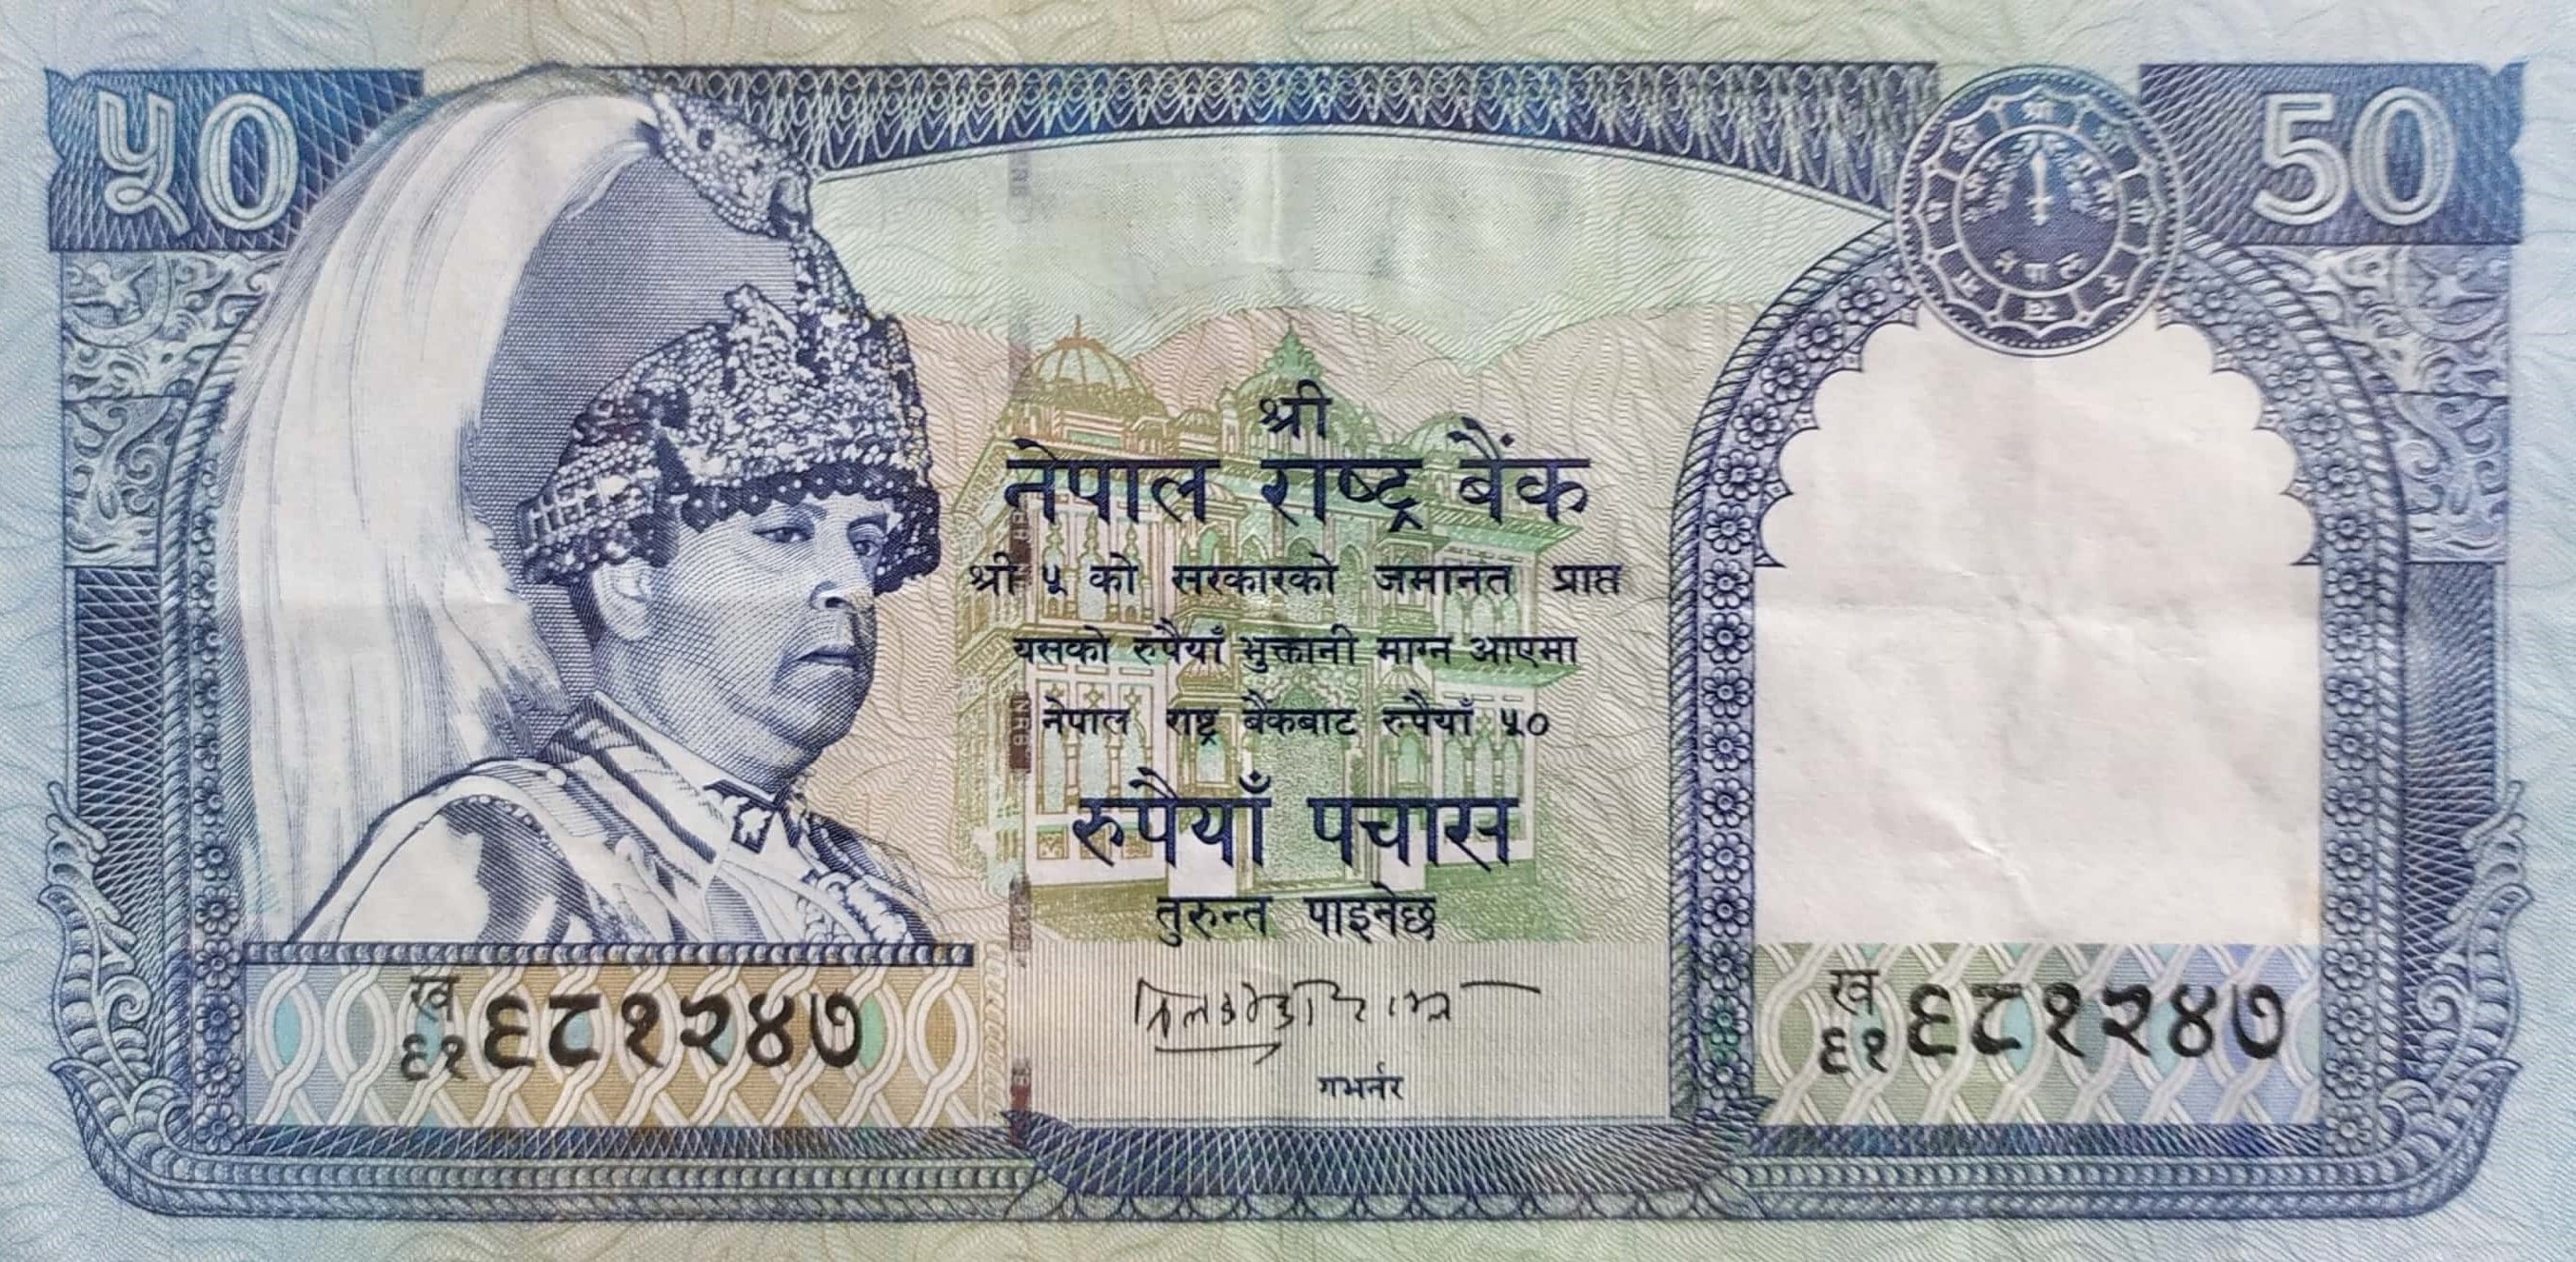 ५० 50
श्री
नेपाल राष्ट्र बैंक
श्री ५ को सरकारको जमानत प्राप्त
यसको रुपैयाँ भुक्तानी माग्न आएमा
नेपाल राष्ट्र बैंकबाट रुपैयाँ ५०
रुपैयाँ पचास
तुरुन्त पाइनेछ
गभर्नर
ख ६१ ६८१२४७
ख ६१ ६८१२४७